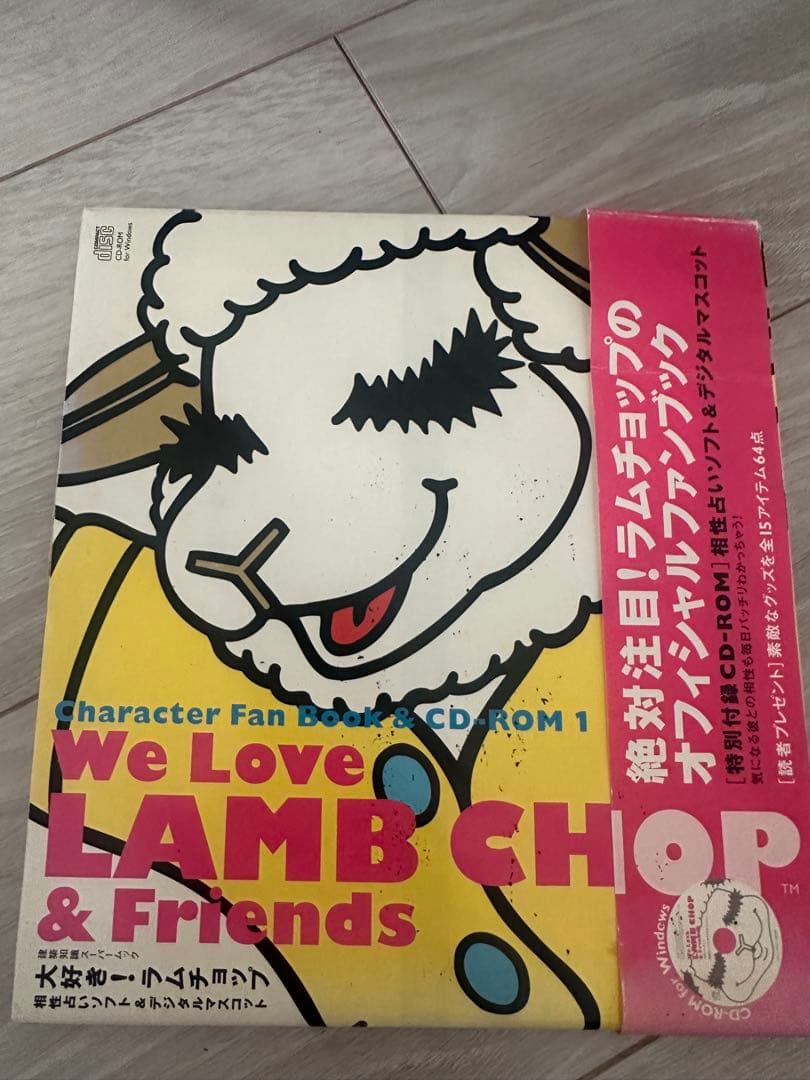 COMPACT
disc
CD-ROM
for Windows
Character Fan Book & CD-ROM 1
We Love
LAMB CHOP
& Friends
TM
建築知識スーパームック
大好き!ラムチョップ
相性占いソフト&デジタルマスコット
絶対注目!ラムチョップの
オフィシャルファンブック
[特別付録CD-ROM]相性占いソフト&デジタルマスコット
気になる彼との相性も毎日バッチリわかっちゃう!
[読者プレゼント]素敵なグッズを全15アイテム64点
LAMB CHOP
CD-ROM for Windows